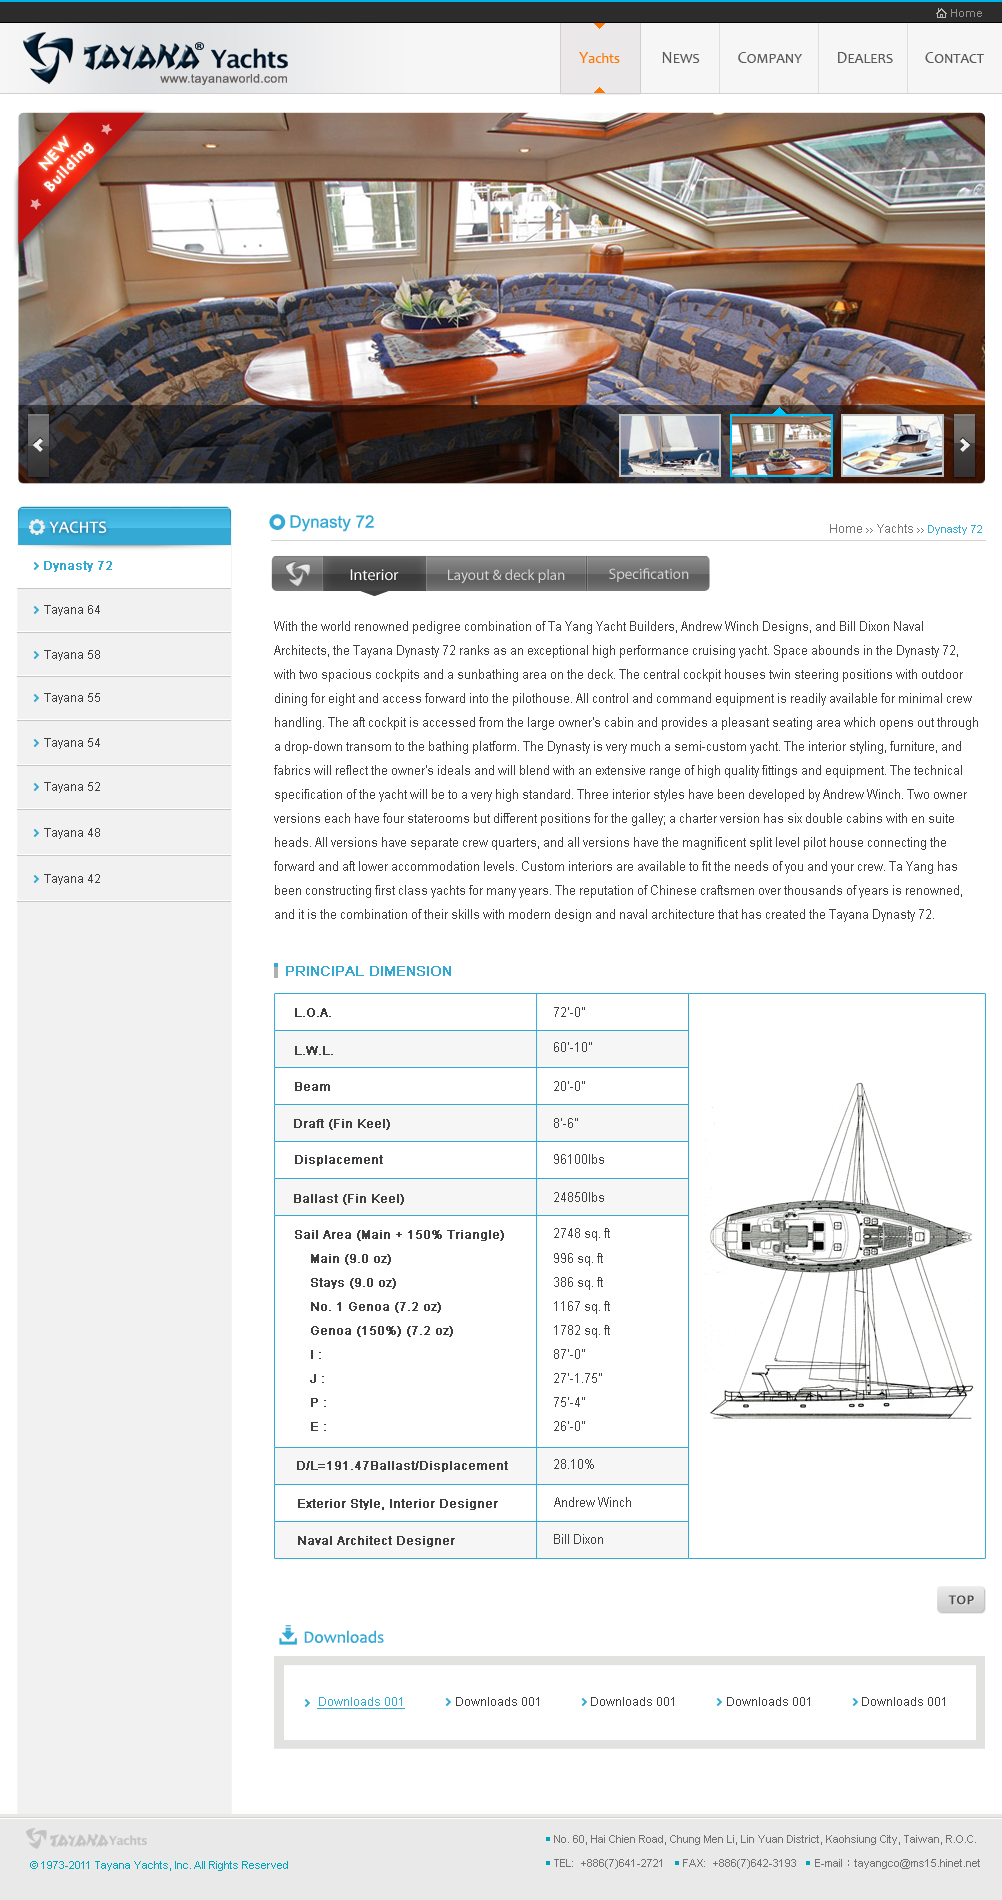 Home
TAYANA® Yachts
www.tayanaworld.com
Yachts
NEWS
COMPANY
DEALERS
CONTACT
NEW
Building
YACHTS
Dynasty 72
Tayana 64
Tayana 58
Tayana 55
Tayana 54
Tayana 52
Tayana 48
Tayana 42
Dynasty 72
Home >> Yachts >> Dynasty 72
Interior
Layout & deck plan
Specification
With the world renowned pedigree combination of Ta Yang Yacht Builders, Andrew Winch Designs, and Bill Dixon Naval
Architects, the Tayana Dynasty 72 ranks as an exceptional high performance cruising yacht. Space abounds in the Dynasty 72,
with two spacious cockpits and a sunbathing area on the deck. The central cockpit houses twin steering positions with outdoor
dining for eight and access forward into the pilothouse. All control and command equipment is readily available for minimal crew
handling. The aft cockpit is accessed from the large owner's cabin and provides a pleasant seating area which opens out through
a drop-down transom to the bathing platform. The Dynasty is very much a semi-custom yacht. The interior styling, furniture, and
fabrics will reflect the owner's ideals and will blend with an extensive range of high quality fittings and equipment. The technical
specification of the yacht will be to a very high standard. Three interior styles have been developed by Andrew Winch. Two owner
versions each have four staterooms but different positions for the galley; a charter version has six double cabins with en suite
heads. All versions have separate crew quarters, and all versions have the magnificent split level pilot house connecting the
forward and aft lower accommodation levels. Custom interiors are available to fit the needs of you and your crew. Ta Yang has
been constructing first class yachts for many years. The reputation of Chinese craftsmen over thousands of years is renowned,
and it is the combination of their skills with modern design and naval architecture that has created the Tayana Dynasty 72.
PRINCIPAL DIMENSION
L.O.A. 72'-0"
L.W.L. 60'-10"
Beam 20'-0"
Draft (Fin Keel) 8'-6"
Displacement 96100lbs
Ballast (Fin Keel) 24850lbs
Sail Area (Main + 150% Triangle) 2748 sq. ft
Main (9.0 oz) 996 sq. ft
Stays (9.0 oz) 386 sq. ft
No. 1 Genoa (7.2 oz) 1167 sq. ft
Genoa (150%) (7.2 oz) 1782 sq. ft
I : 87'-0"
J : 27'-1.75"
P : 75'-4"
E : 26'-0"
D/L=191.47Ballast/Displacement 28.10%
Exterior Style, Interior Designer Andrew Winch
Naval Architect Designer Bill Dixon
TOP
Downloads
Downloads 001
Downloads 001
Downloads 001
Downloads 001
Downloads 001
TAYANA Yachts
© 1973-2011 Tayana Yachts, Inc. All Rights Reserved
No. 60, Hai Chien Road, Chung Men Li, Lin Yuan District, Kaohsiung City, Taiwan, R.O.C.
TEL: +886(7)641-2721 FAX: +886(7)642-3193 E-mail：tayangco@ms15.hinet.net